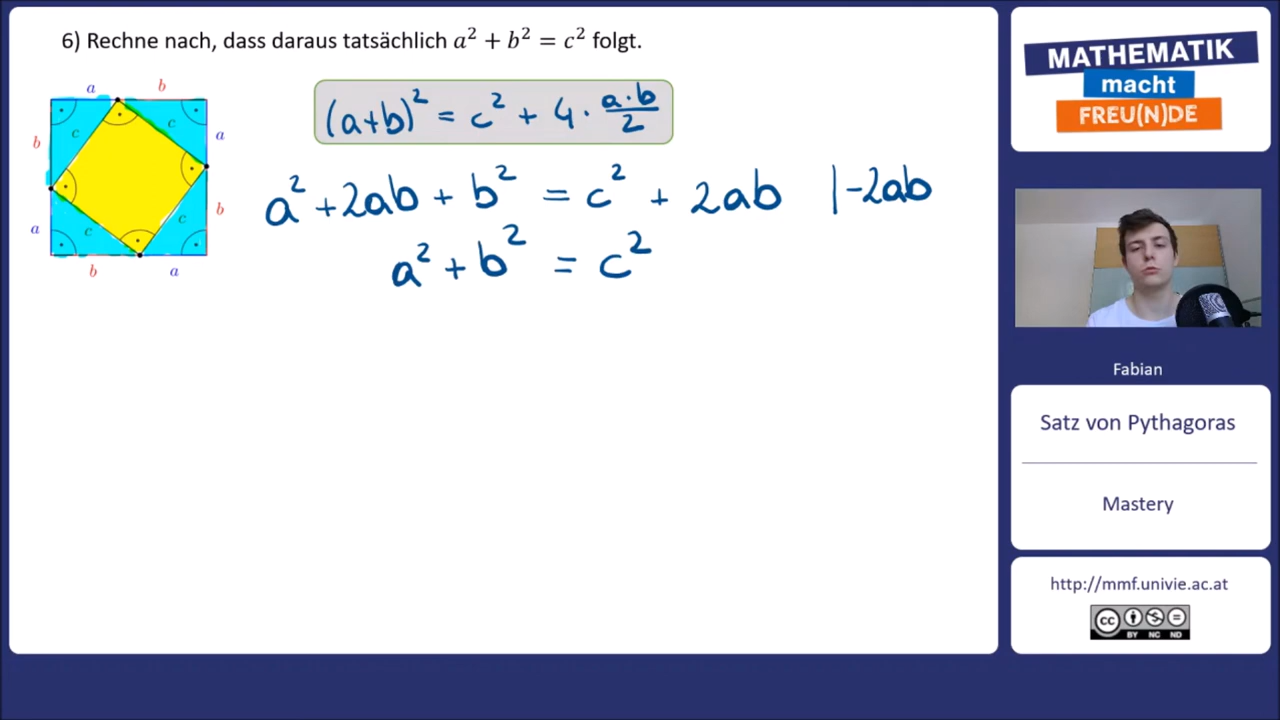 6) Rechne nach, dass daraus tatsächlich a² + b² = c² folgt.
a b
b c c a
a c c b
b a
(a+b)² = c² + 4 · a·b/2
a² + 2ab + b² = c² + 2ab |-2ab
a² + b² = c²
MATHEMATIK
macht
FREU(N)DE
Fabian
Satz von Pythagoras
Mastery
http://mmf.univie.ac.at
cc
BY NC ND